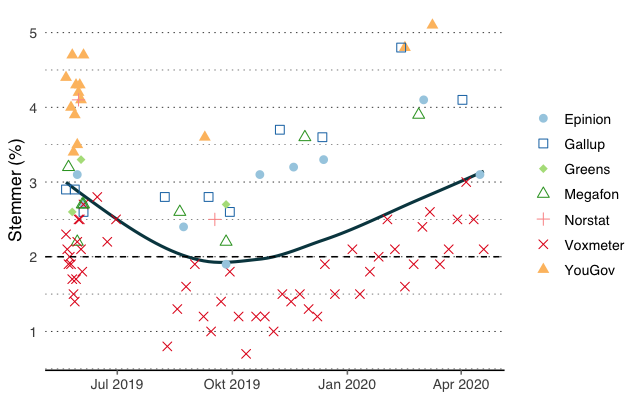 5
4
3
2
1
Stemmer (%)
Jul 2019
Okt 2019
Jan 2020
Apr 2020
Epinion
Gallup
Greens
Megafon
Norstat
Voxmeter
YouGov